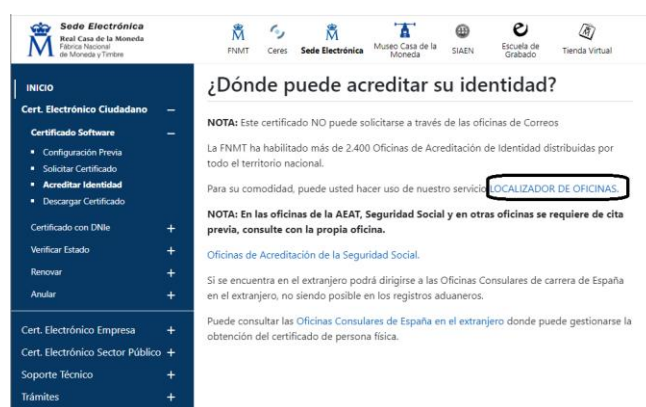 Sede Electrónica
Real Casa de la Moneda
Fábrica Nacional
de Moneda y Timbre
FNMT
Ceres
Sede Electrónica
Museo Casa de la
Moneda
SIAEN
Escuela de
Grabado
Tienda Virtual
INICIO
Cert. Electrónico Ciudadano −
Certificado Software −
Configuración Previa
Solicitar Certificado
Acreditar Identidad
Descargar Certificado
Certificado con DNIe +
Verificar Estado +
Renovar +
Anular +
Cert. Electrónico Empresa +
Cert. Electrónico Sector Público +
Soporte Técnico +
Trámites +
¿Dónde puede acreditar su identidad?
NOTA: Este certificado NO puede solicitarse a través de las oficinas de Correos
La FNMT ha habilitado más de 2.400 Oficinas de Acreditación de Identidad distribuidas por
todo el territorio nacional.
Para su comodidad, puede usted hacer uso de nuestro servicio LOCALIZADOR DE OFICINAS.
NOTA: En las oficinas de la AEAT, Seguridad Social y en otras oficinas se requiere de cita
previa, consulte con la propia oficina.
Oficinas de Acreditación de la Seguridad Social.
Si se encuentra en el extranjero podrá dirigirse a las Oficinas Consulares de carrera de España
en el extranjero, no siendo posible en los registros aduaneros.
Puede consultar las Oficinas Consulares de España en el extranjero donde puede gestionarse la
obtención del certificado de persona física.